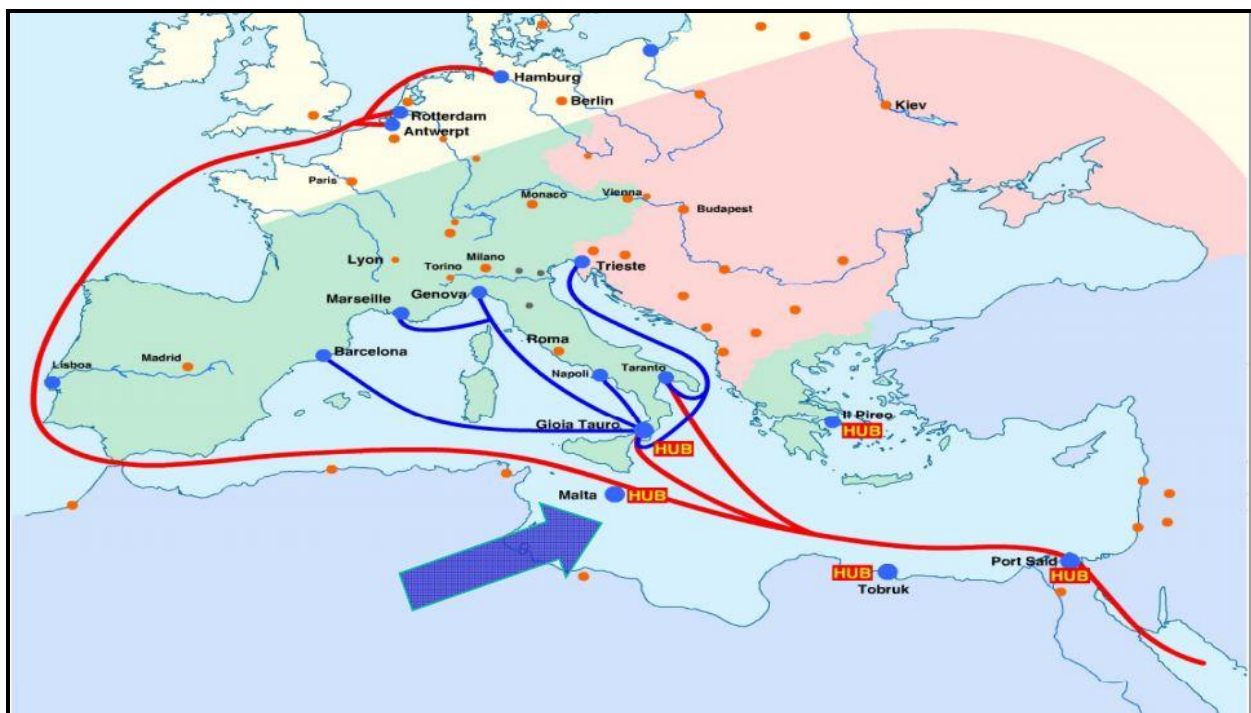 Hamburg
Berlin
Kiev
Rotterdam
Antwerpt
Paris
Monaco
Vienna
Budapest
Lyon
Milano
Torino
Trieste
Marseille
Genova
Lisboa
Madrid
Barcelona
Roma
Napoli
Taranto
Gioia Tauro
HUB
Il Pireo
HUB
Malta
HUB
HUB
Tobruk
Port Said
HUB